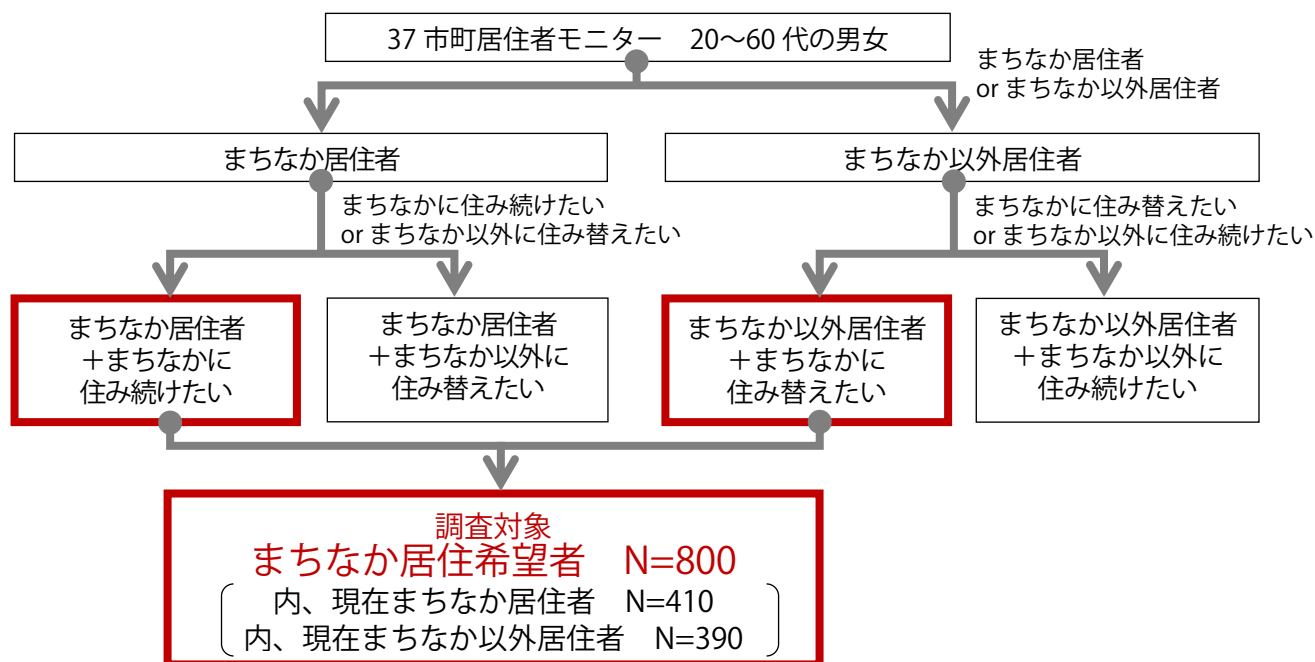 37 市町居住者モニター　20～60 代の男女
まちなか居住者
or まちなか以外居住者
まちなか居住者
まちなか以外居住者
まちなかに住み続けたい
or まちなか以外に住み替えたい
まちなかに住み替えたい
or まちなか以外に住み続けたい
まちなか居住者
＋まちなかに
住み続けたい
まちなか居住者
＋まちなか以外に
住み替えたい
まちなか以外居住者
＋まちなかに
住み替えたい
まちなか以外居住者
＋まちなか以外に
住み続けたい
調査対象
まちなか居住希望者　N=800
内、現在まちなか居住者　N=410
内、現在まちなか以外居住者　N=390